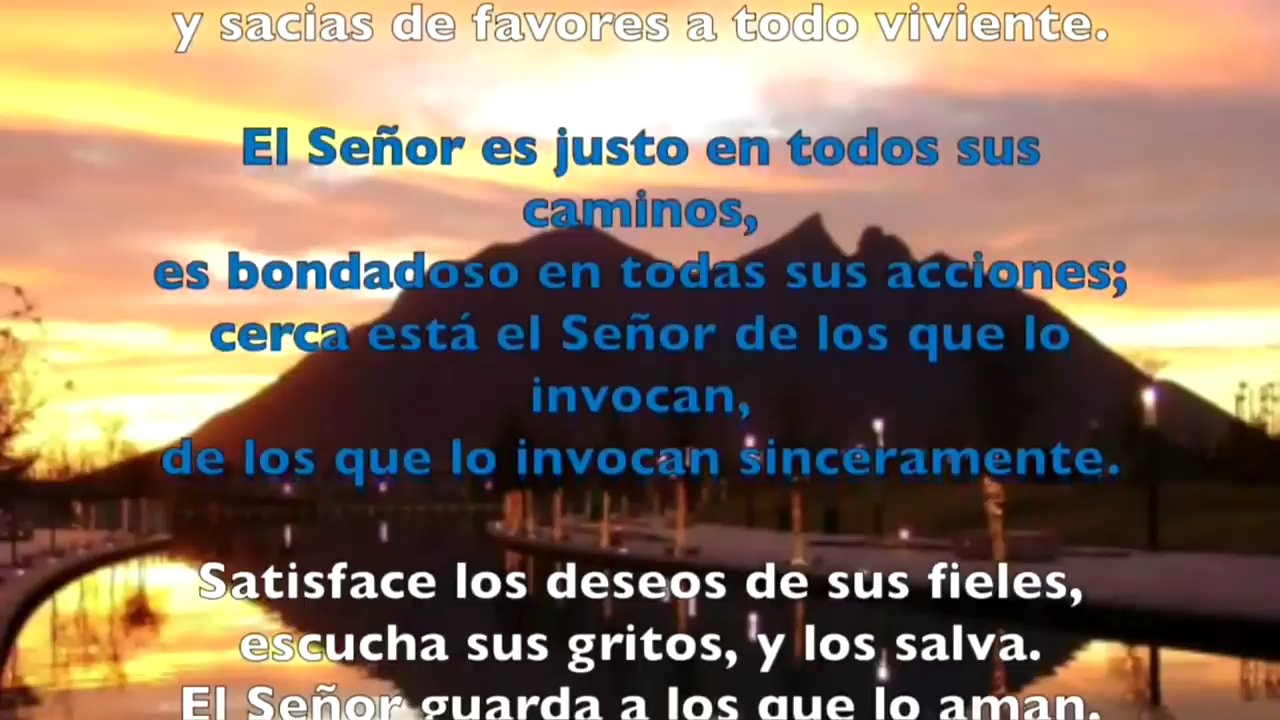 y sacias de favores a todo viviente.
El Señor es justo en todos sus
caminos,
es bondadoso en todas sus acciones;
cerca está el Señor de los que lo
invocan,
de los que lo invocan sinceramente.
Satisface los deseos de sus fieles,
escucha sus gritos, y los salva.
El Señor guarda a los que lo aman,